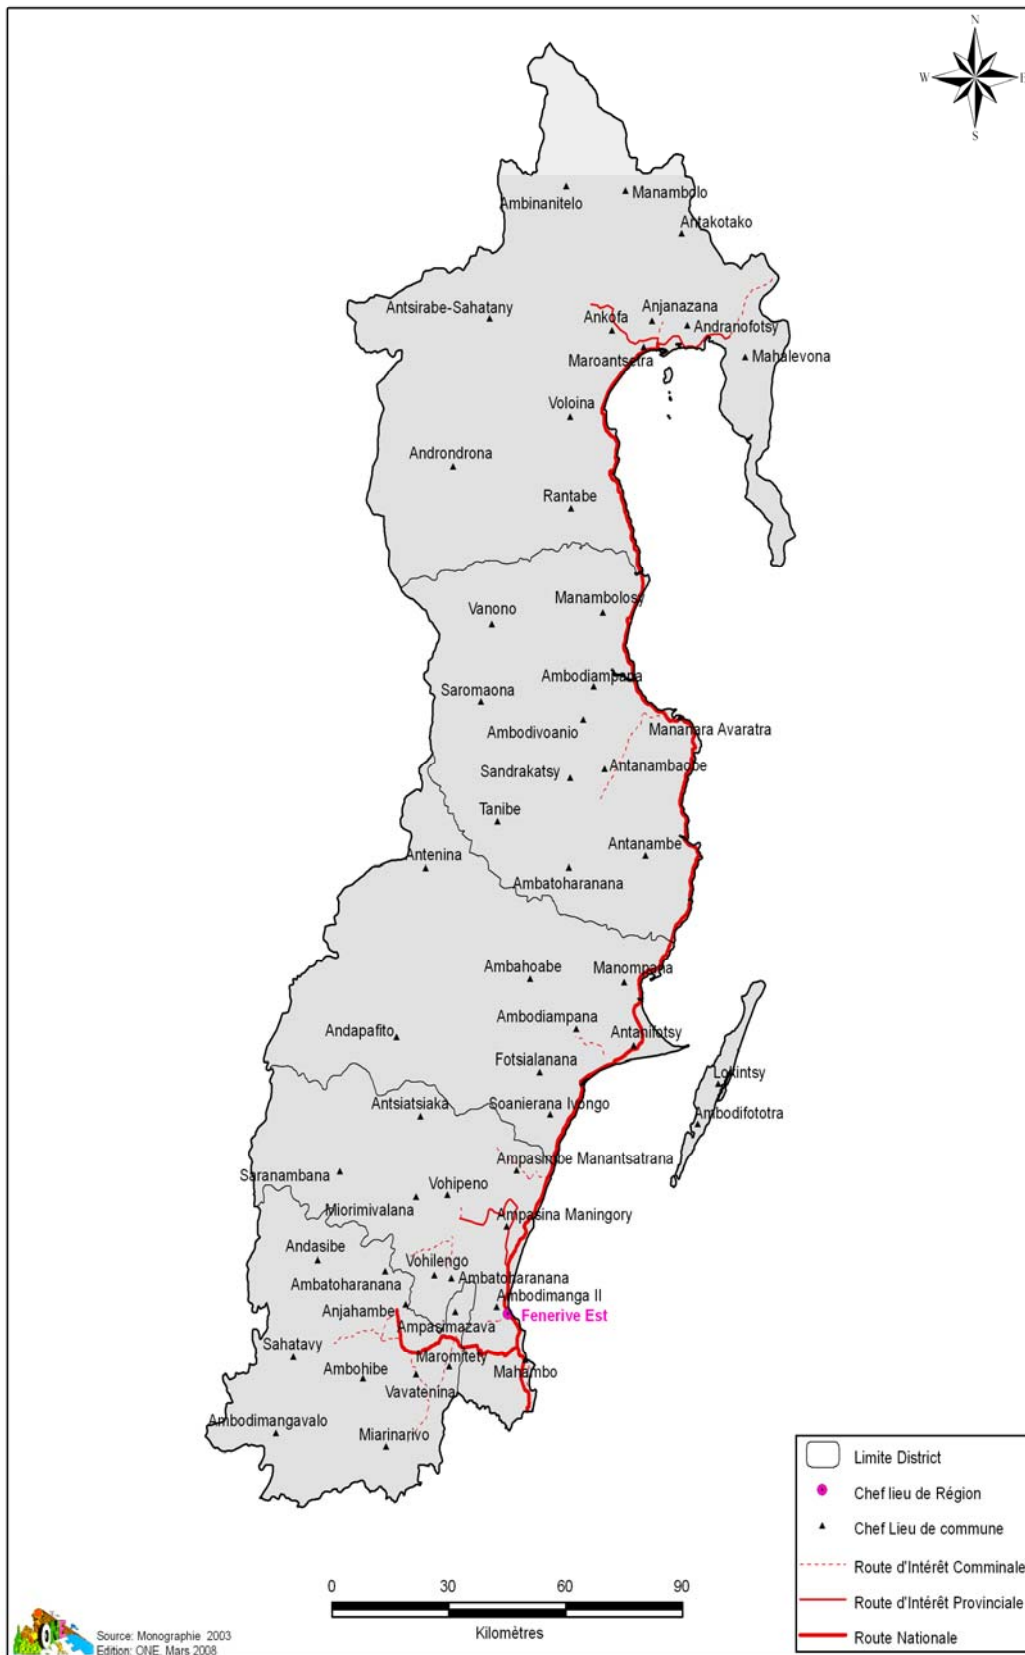 N
W
E
S
Ambinanitelo
Manambolo
Antakotako
Antsirabe-Sahatany
Ankofa
Anjanazana
Andranofotsy
Maroantsetra
Mahalevona
Voloina
Androndrona
Rantabe
Manambolosy
Vanono
Ambodiampana
Saromaona
Ambodivoanio
Mananara Avaratra
Antanambaobe
Sandrakatsy
Tanibe
Antanambe
Antenina
Ambatoharanana
Ambahoabe
Manompana
Ambodiampana
Andapafito
Antanifotsy
Fotsialanana
Lokintsy
Antsiatsiaka
Soanierana Ivongo
Ambodifototra
Ampasimbe Manantsatrana
Saranambana
Vohipeno
Miorimivalana
Ampasina Maningory
Andasibe
Vohilengo
Ambatoharanana
Ambatoharanana
Ambodimanga II
Anjahambe
Fenerive Est
Ampasimazava
Sahatavy
Maromitety
Ambohibe
Mahambo
Vavatenina
Ambodimangavalo
Miarinarivo
Limite District
Chef lieu de Région
Chef Lieu de commune
Route d'Intérêt Comminale
Route d'Intérêt Provinciale
Route Nationale
0 30 60 90
Kilomètres
Source: Monographie 2003
Edition: ONE, Mars 2008